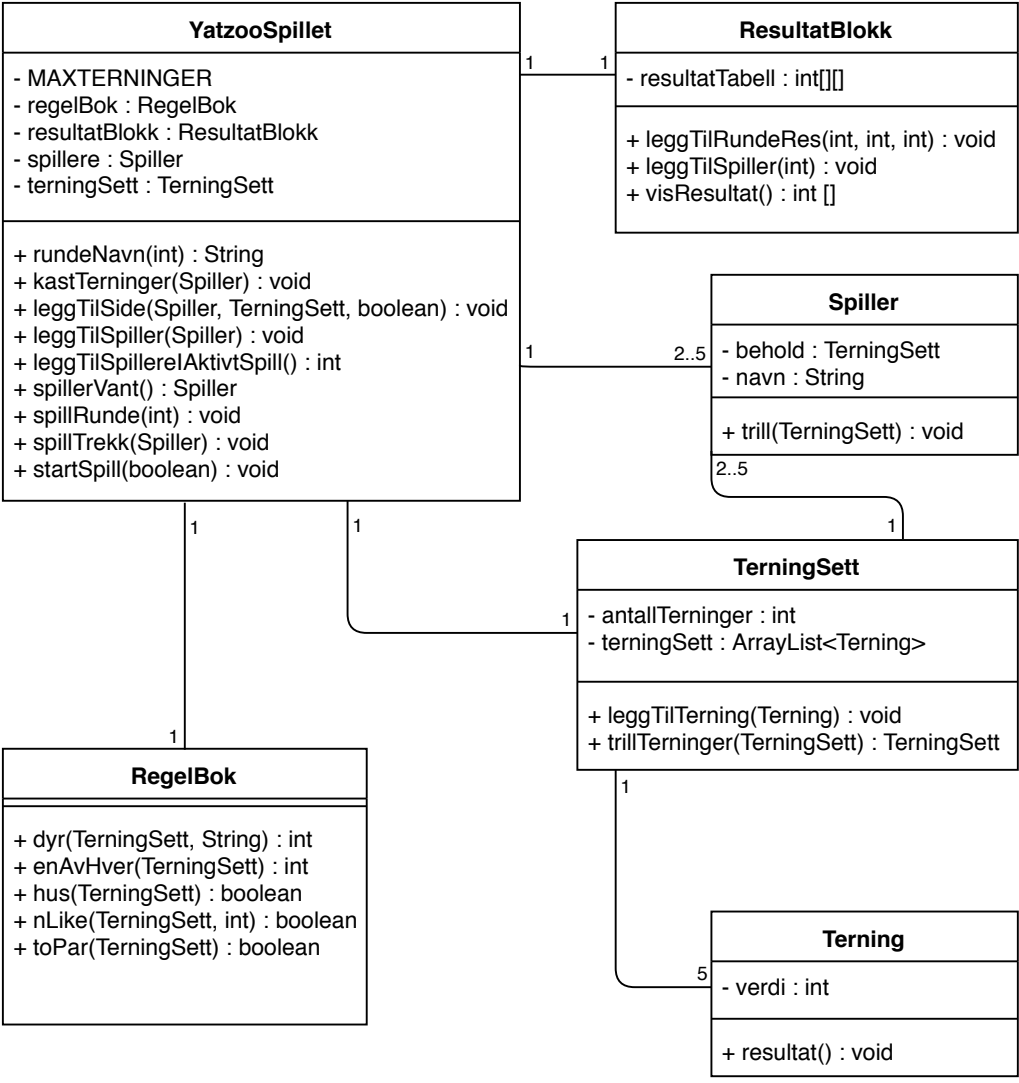 YatzooSpillet
- MAXTERNINGER
- regelBok : RegelBok
- resultatBlokk : ResultatBlokk
- spillere : Spiller
- terningSett : TerningSett
+ rundeNavn(int) : String
+ kastTerninger(Spiller) : void
+ leggTilSide(Spiller, TerningSett, boolean) : void
+ leggTilSpiller(Spiller) : void
+ leggTilSpillereIAktivtSpill() : int
+ spillerVant() : Spiller
+ spillRunde(int) : void
+ spillTrekk(Spiller) : void
+ startSpill(boolean) : void
1
1
ResultatBlokk
- resultatTabell : int[][]
+ leggTilRundeRes(int, int, int) : void
+ leggTilSpiller(int) : void
+ visResultat() : int []
1
2..5
Spiller
- behold : TerningSett
- navn : String
+ trill(TerningSett) : void
2..5
1
1
1
1
TerningSett
- antallTerninger : int
- terningSett : ArrayList<Terning>
+ leggTilTerning(Terning) : void
+ trillTerninger(TerningSett) : TerningSett
1
1
RegelBok
+ dyr(TerningSett, String) : int
+ enAvHver(TerningSett) : int
+ hus(TerningSett) : boolean
+ nLike(TerningSett, int) : boolean
+ toPar(TerningSett) : boolean
5
Terning
- verdi : int
+ resultat() : void